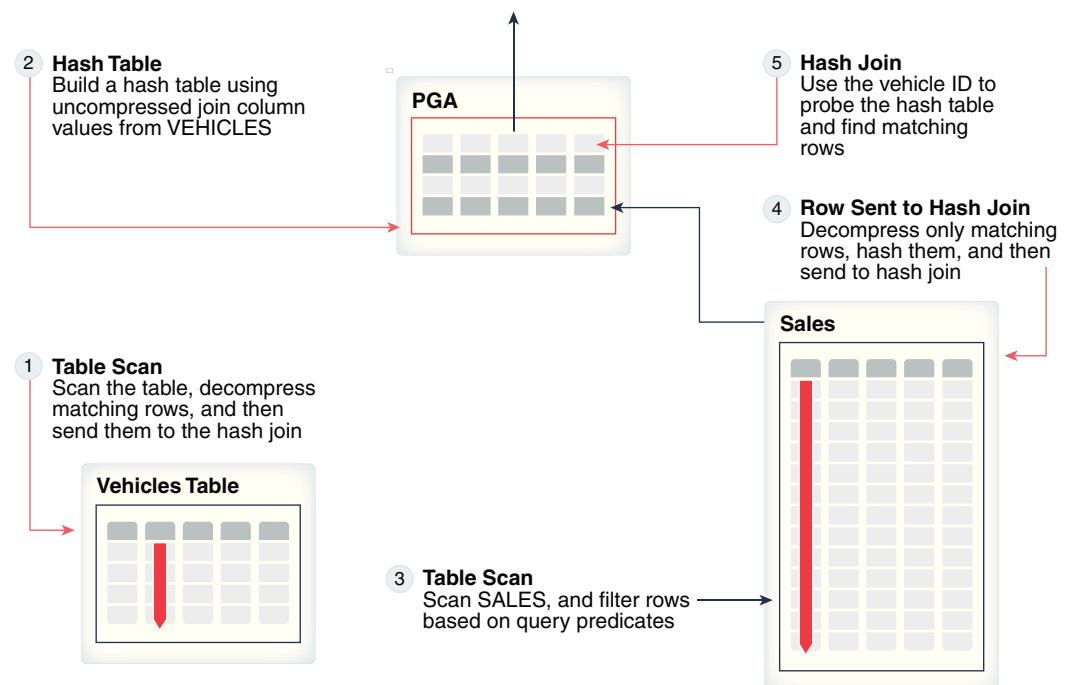 2 Hash Table
Build a hash table using
uncompressed join column
values from VEHICLES
PGA
5 Hash Join
Use the vehicle ID to
probe the hash table
and find matching
rows
4 Row Sent to Hash Join
Decompress only matching
rows, hash them, and then
send to hash join
Sales
1 Table Scan
Scan the table, decompress
matching rows, and then
send them to the hash join
Vehicles Table
3 Table Scan
Scan SALES, and filter rows
based on query predicates